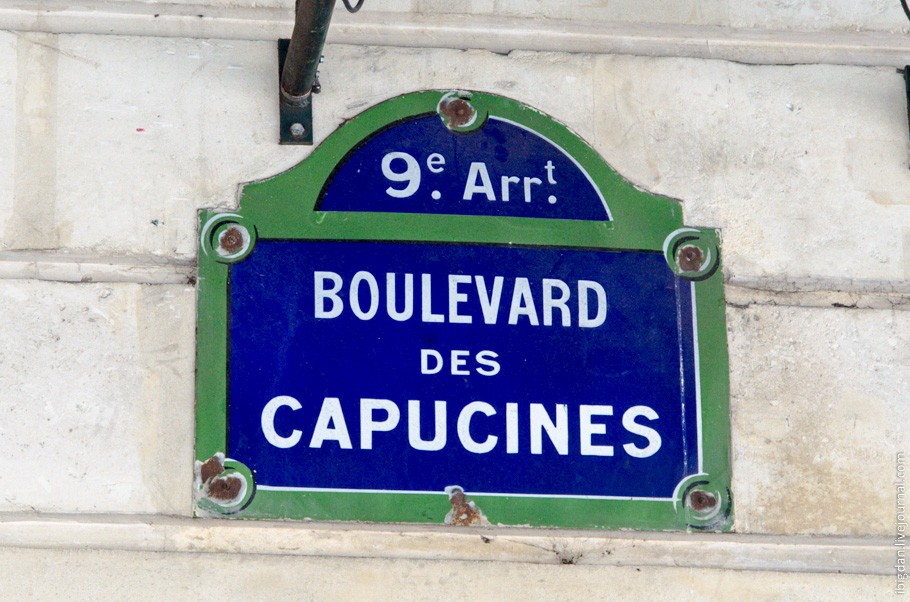 9e. Arrt.
BOULEVARD
DES
CAPUCINES